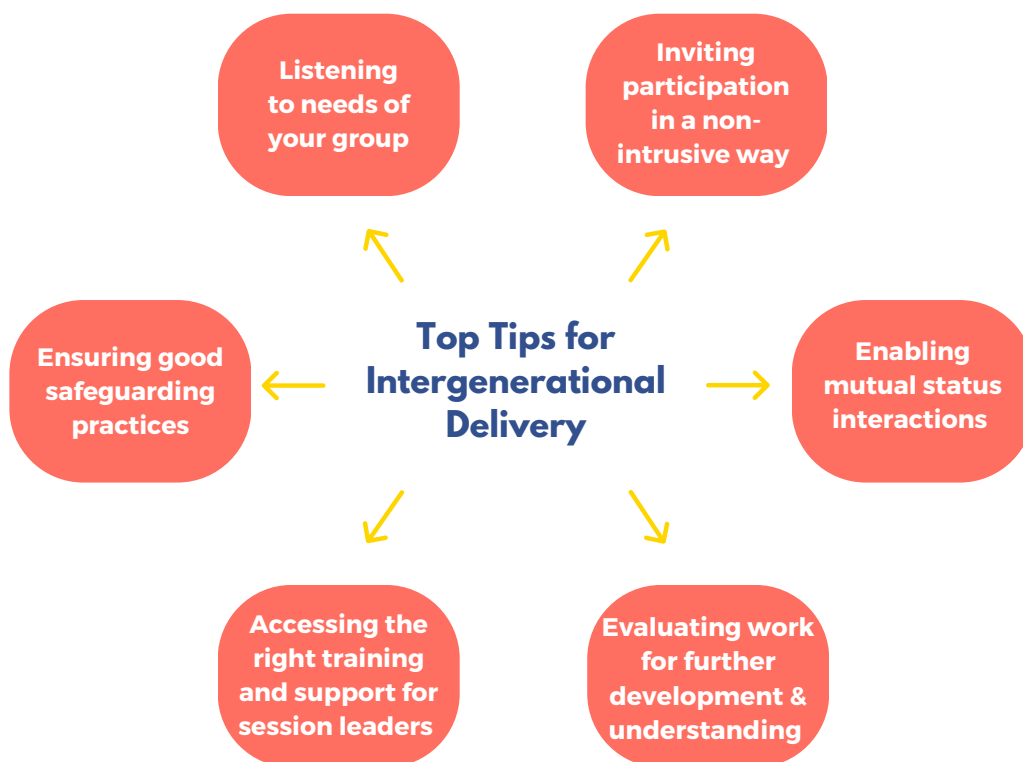 Listening
to needs of
your group
Inviting
participation
in a non-
intrusive way
Ensuring good
safeguarding
practices
Top Tips for
Intergenerational
Delivery
Enabling
mutual status
interactions
Accessing the
right training
and support for
session leaders
Evaluating work
for further
development &
understanding